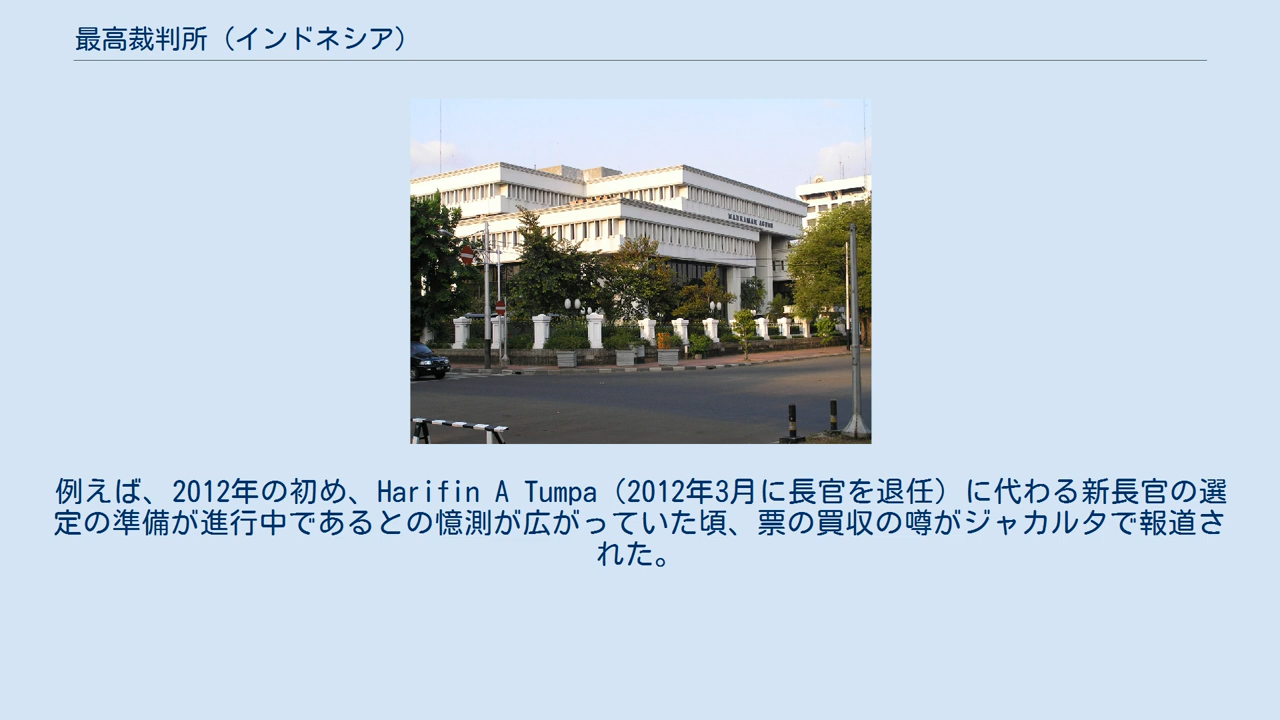 最高裁判所（インドネシア）
MAHKAMAH AGUNG
例えば、2012年の初め、Harifin A Tumpa（2012年3月に長官を退任）に代わる新長官の選
定の準備が進行中であるとの憶測が広がっていた頃、票の買収の噂がジャカルタで報道さ
れた。